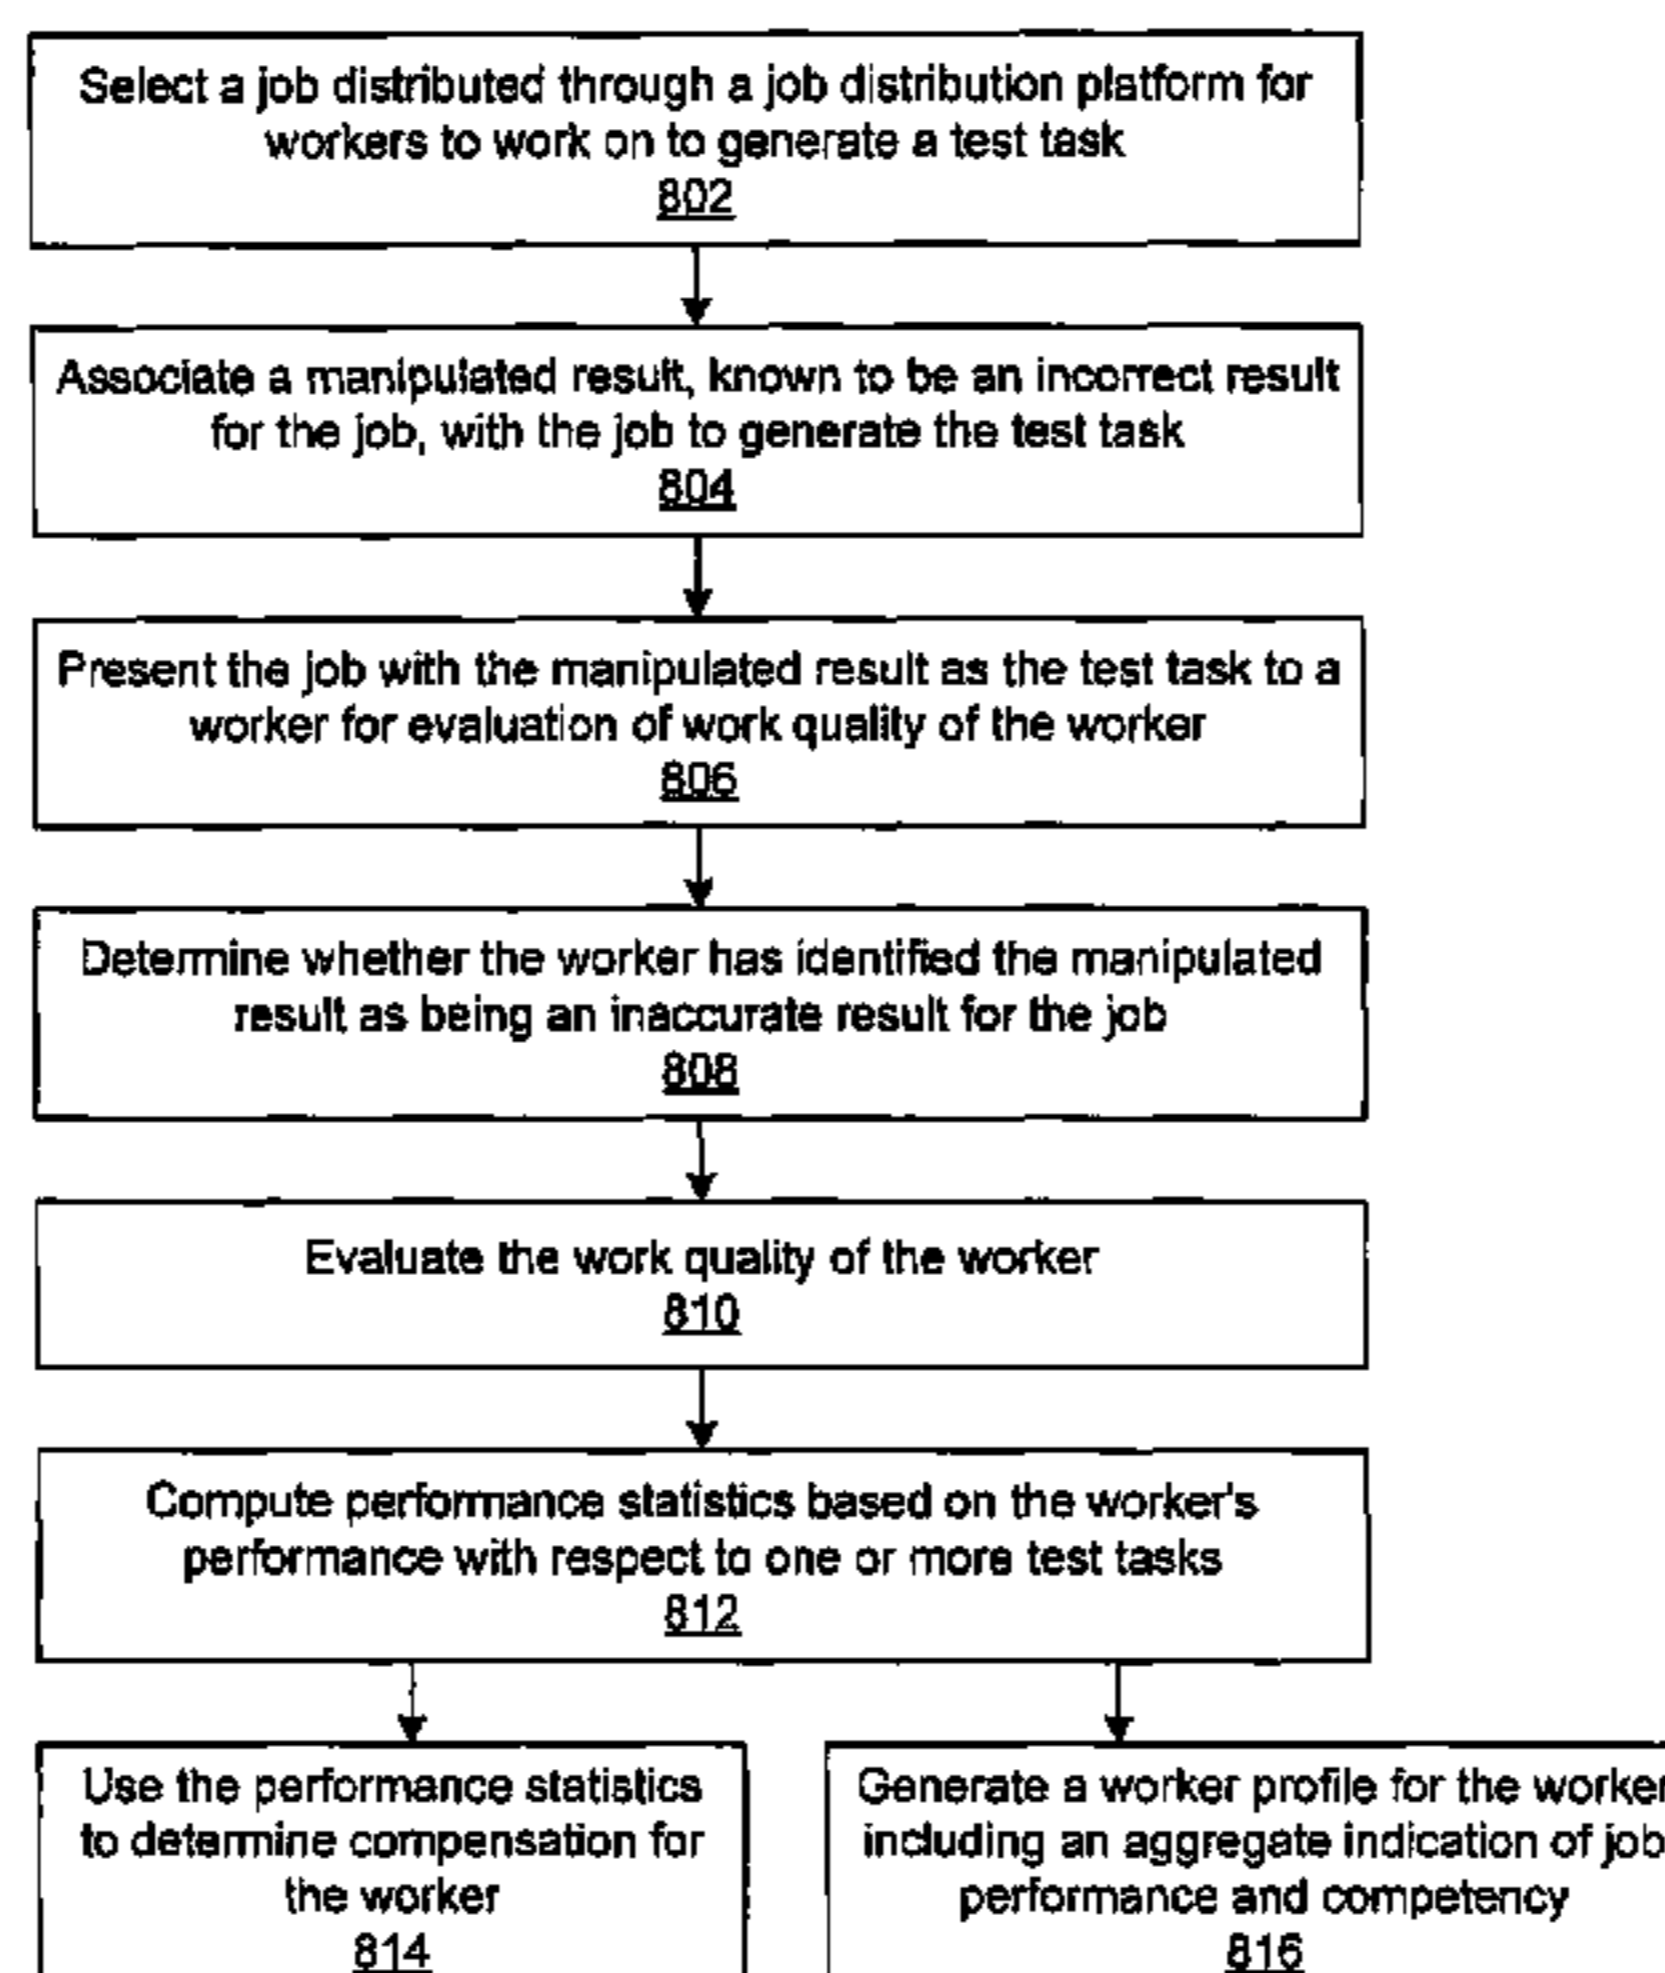 Select a job distributed through a job distribution platform for
workers to work on to generate a test task
802
Associate a manipulated result, known to be an incorrect result
for the job, with the job to generate the test task
804
Present the job with the manipulated result as the test task to a
worker for evaluation of work quality of the worker
806
Determine whether the worker has identified the manipulated
result as being an inaccurate result for the job
808
Evaluate the work quality of the worker
810
Compute performance statistics based on the worker's
performance with respect to one or more test tasks
812
Use the performance statistics
to determine compensation for
the worker
814
Generate a worker profile for the worker
including an aggregate indication of job
performance and competency
816